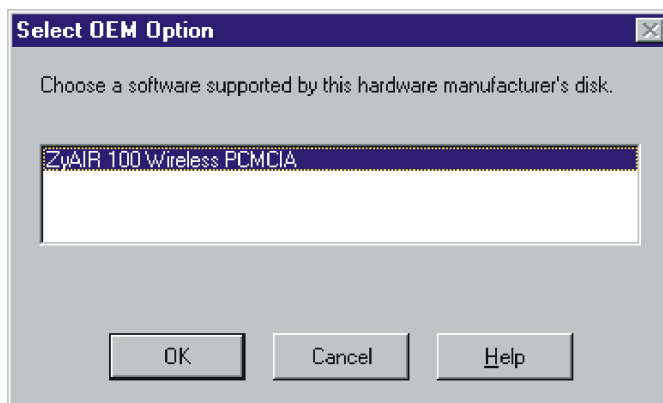 Select OEM Option
Choose a software supported by this hardware manufacturer's disk.
ZyAIR 100 Wireless PCMCIA
OK Cancel Help